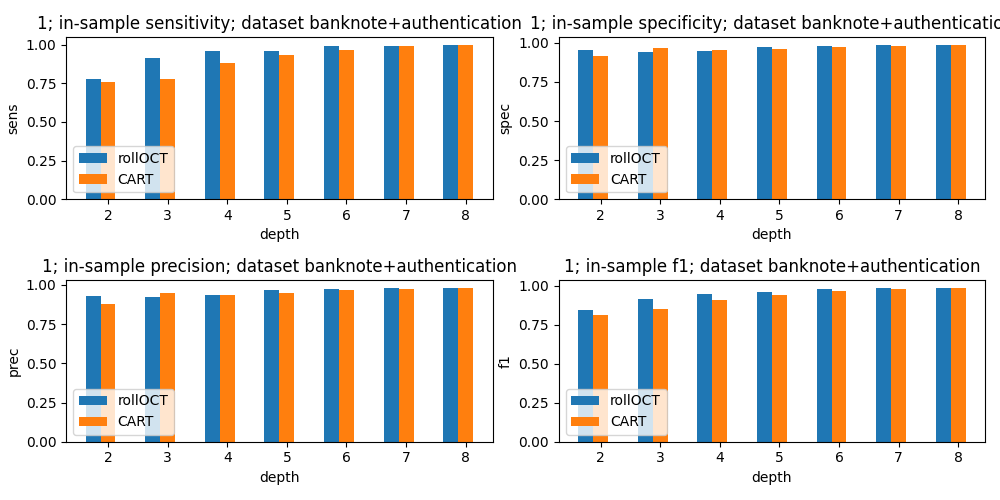 1; in-sample sensitivity; dataset banknote+authentication
1.00
0.75
0.50
0.25
0.00
sens
rollOCT
CART
2 3 4 5 6 7 8
depth
1; in-sample specificity; dataset banknote+authenticatio
1.00
0.75
0.50
0.25
0.00
spec
rollOCT
CART
2 3 4 5 6 7 8
depth
1; in-sample precision; dataset banknote+authentication
1.00
0.75
0.50
0.25
0.00
prec
rollOCT
CART
2 3 4 5 6 7 8
depth
1; in-sample f1; dataset banknote+authentication
1.00
0.75
0.50
0.25
0.00
f1
rollOCT
CART
2 3 4 5 6 7 8
depth